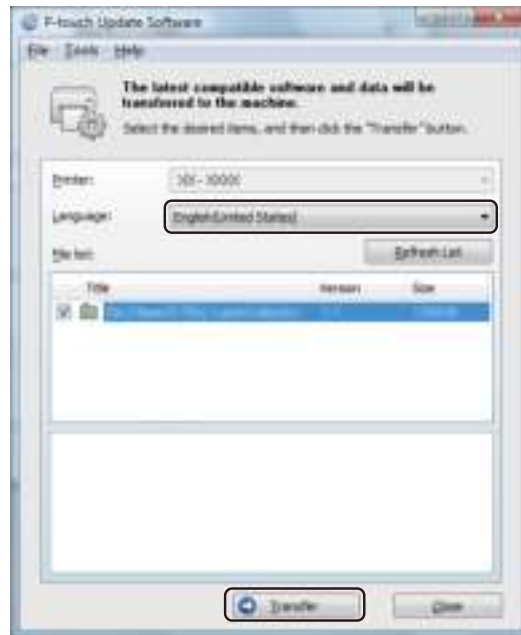 P-touch Update Software
File Tools Help
The latest compatible software and data will be
transferred to the machine.
Select the desired items, and then click the "Transfer" button.
Printer: XX - XXXX
Language: English(United States)
File list: Refresh List
Title Version Size
Transfer Close